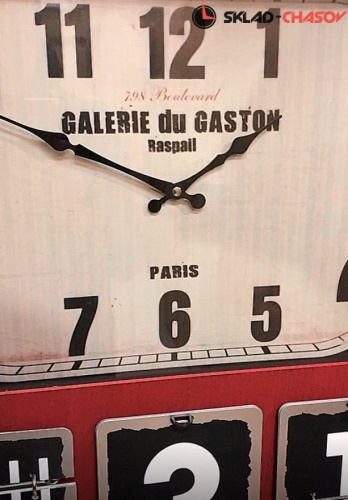 SKLAD-CHASOV
11 12 1
798 Boulevard
GALERIE du GASTON
Raspail
PARIS
7 6 5